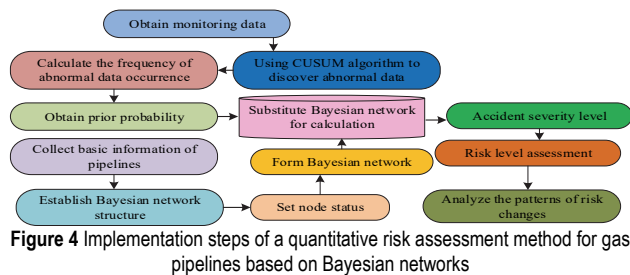 Obtain monitoring data
Calculate the frequency of
abnormal data occurrence
Using CUSUM algorithm to
discover abnormal data
Obtain prior probability
Substitute Bayesian network
for calculation
Accident severity level
Collect basic information of
pipelines
Form Bayesian network
Risk level assessment
Establish Bayesian network
structure
Set node status
Analyze the patterns of risk
changes
Figure 4 Implementation steps of a quantitative risk assessment method for gas
pipelines based on Bayesian networks